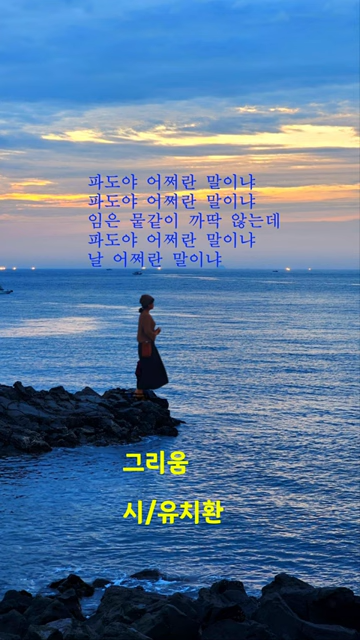 파도야 어쩌란 말이냐
파도야 어쩌란 말이냐
임은 뭍같이 까딱 않는데
파도야 어쩌란 말이냐
날 어쩌란 말이냐
그리움
시/유치환